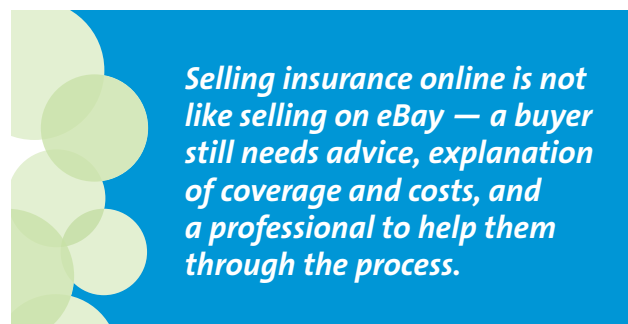 Selling insurance online is not
like selling on eBay — a buyer
still needs advice, explanation
of coverage and costs, and
a professional to help them
through the process.